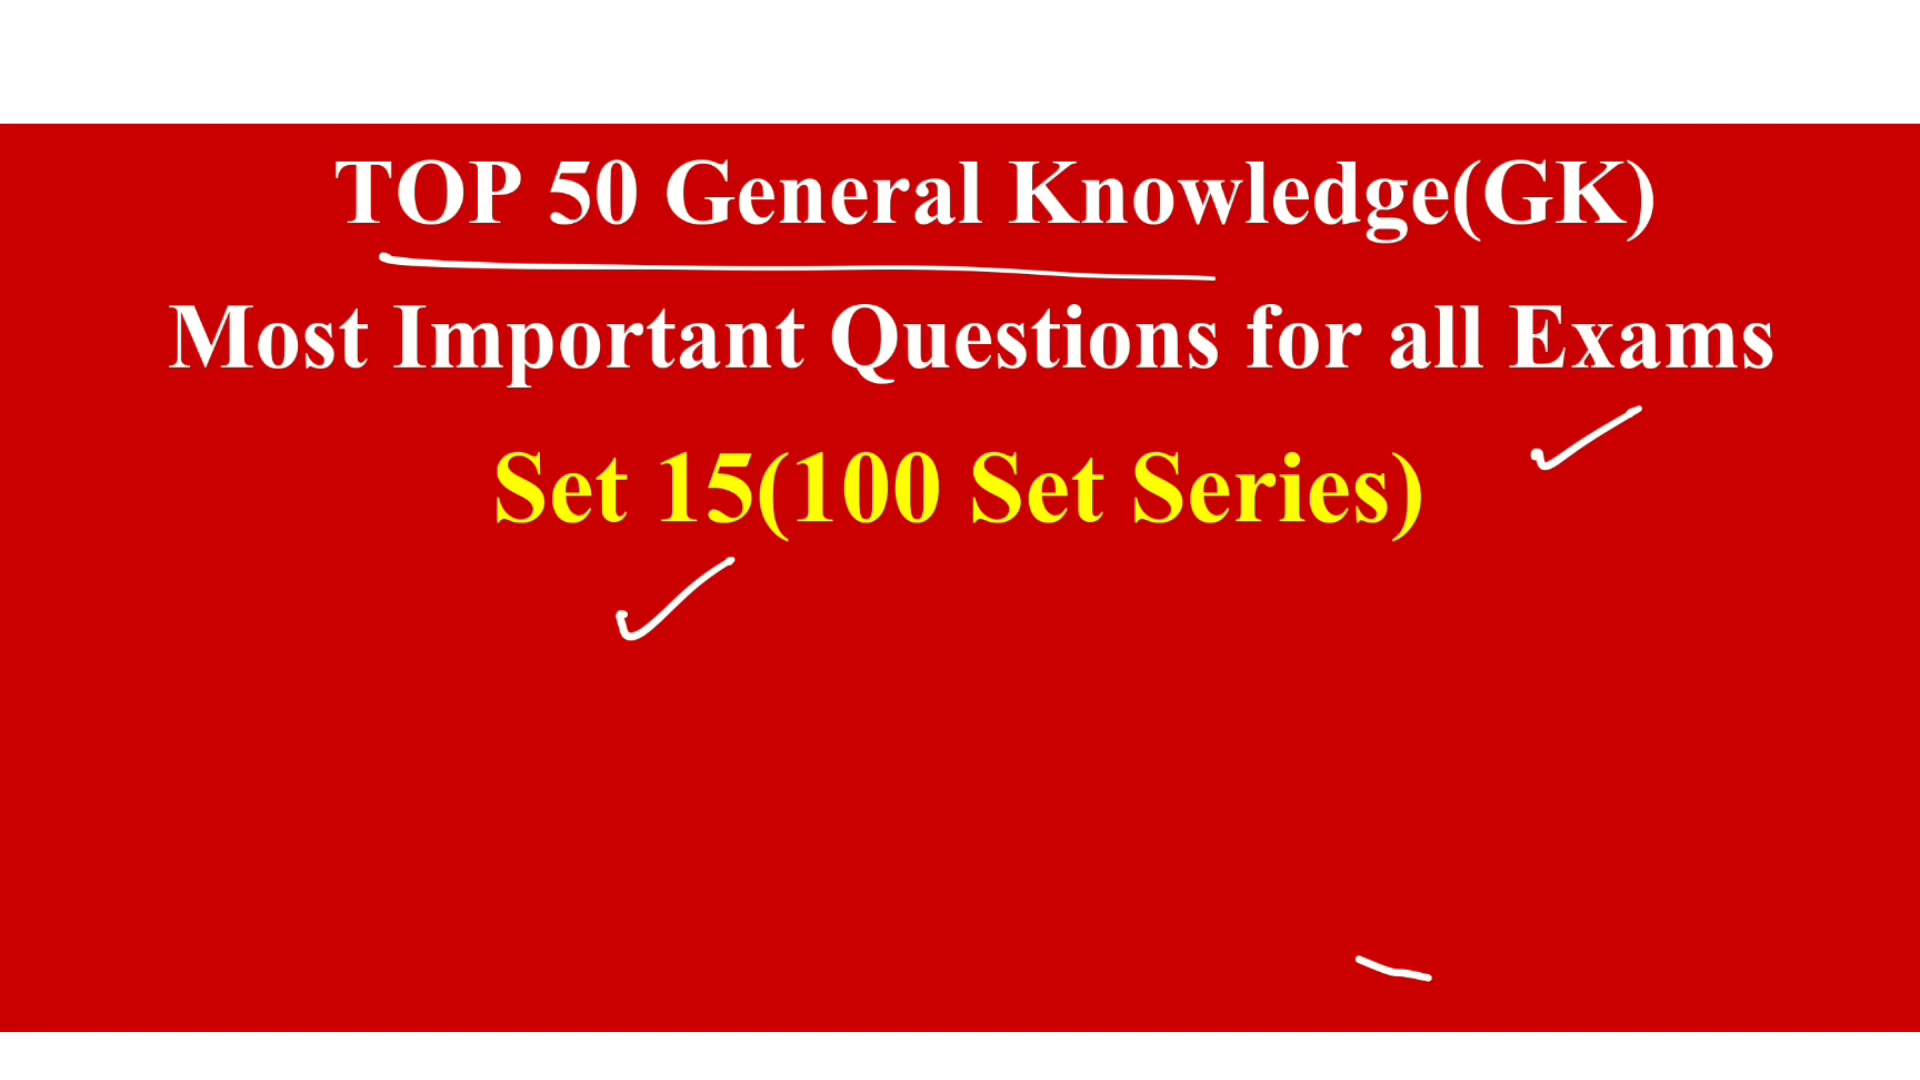 TOP 50 General Knowledge(GK)
Most Important Questions for all Exams
Set 15(100 Set Series)